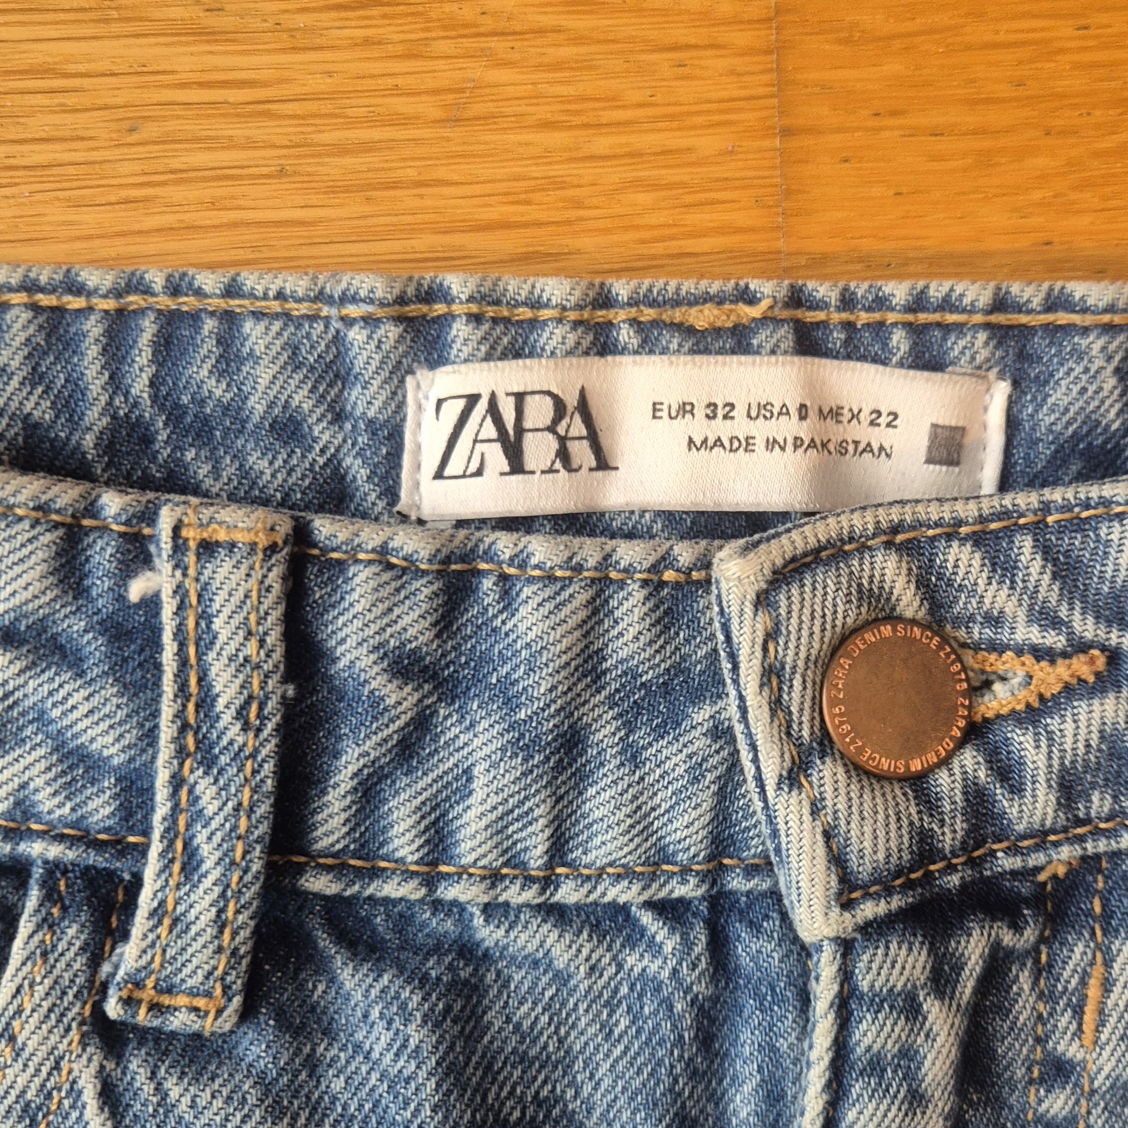 ZARA
EUR 32 USA 0 MEX 22
MADE IN PAKISTAN
ZARA DENIM SINCE Z1975 ZARA DENIM SINCE Z1975